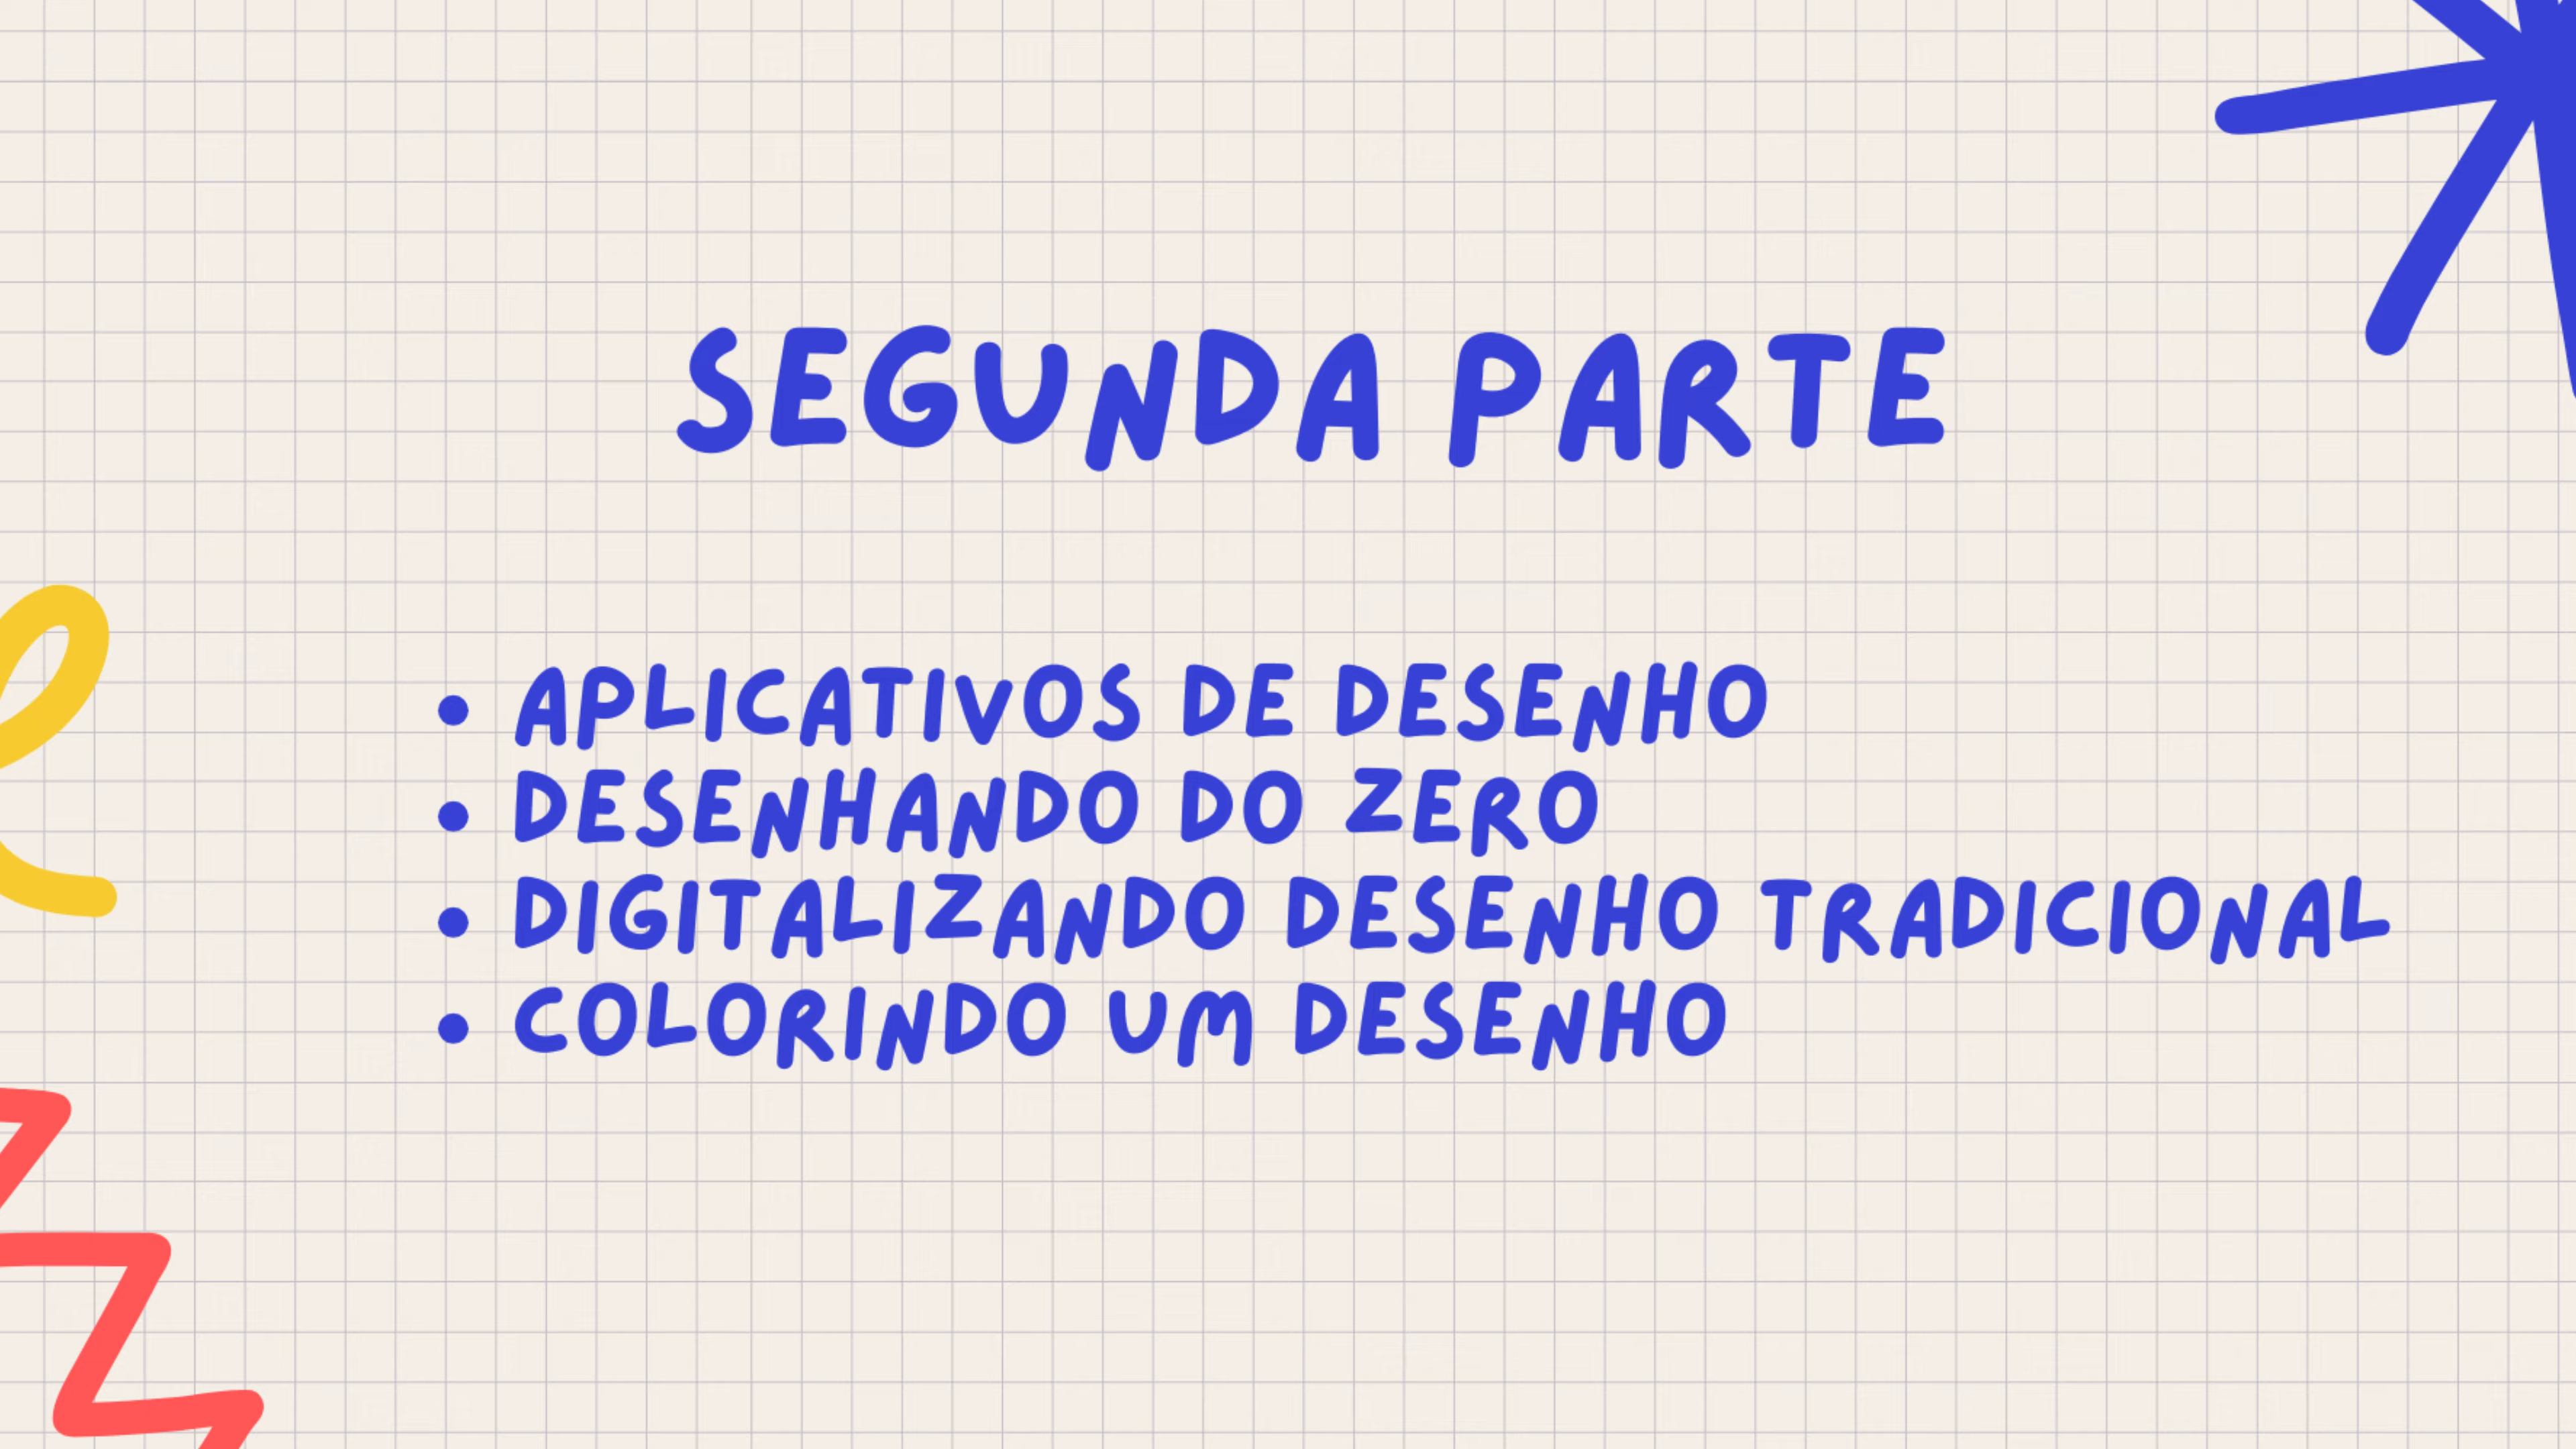 SEGUNDA PARTE
• APLICATIVOS DE DESENHO
• DESENHANDO DO ZERO
• DIGITALIZANDO DESENHO TRADICIONAL
• COLORINDO UM DESENHO